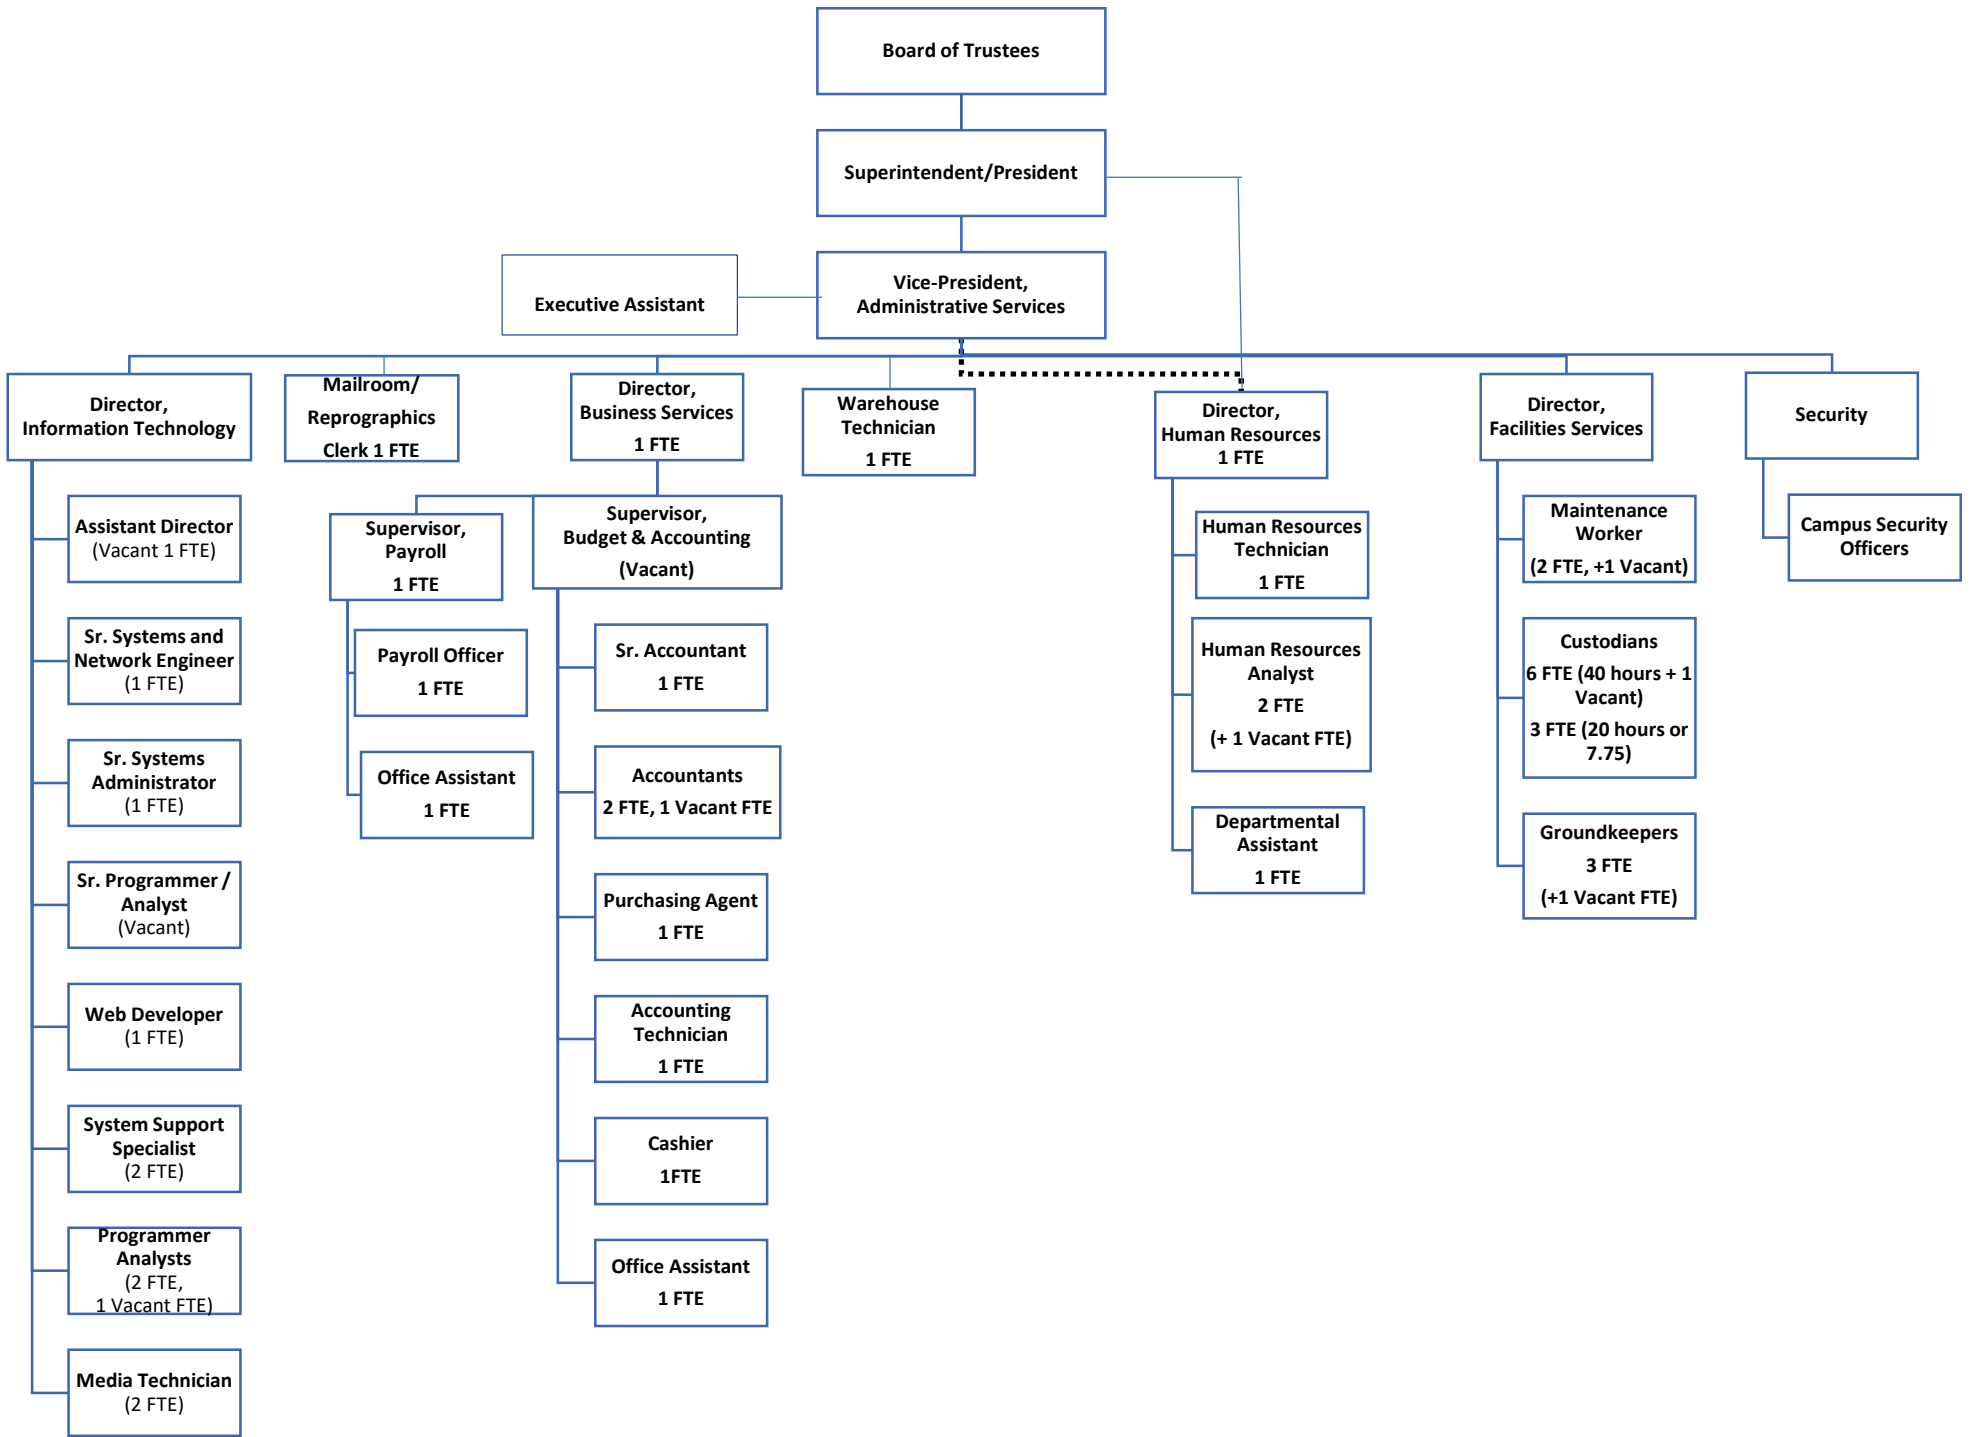 Board of Trustees
Superintendent/President
Executive Assistant
Vice-President,
Administrative Services
Director,
Information Technology
Mailroom/
Reprographics
Clerk 1 FTE
Director,
Business Services
1 FTE
Warehouse
Technician
1 FTE
Director,
Human Resources
1 FTE
Director,
Facilities Services
Security
Assistant Director
(Vacant 1 FTE)
Sr. Systems and
Network Engineer
(1 FTE)
Sr. Systems
Administrator
(1 FTE)
Sr. Programmer /
Analyst
(Vacant)
Web Developer
(1 FTE)
System Support
Specialist
(2 FTE)
Programmer
Analysts
(2 FTE,
1 Vacant FTE)
Media Technician
(2 FTE)
Supervisor,
Payroll
1 FTE
Payroll Officer
1 FTE
Office Assistant
1 FTE
Supervisor,
Budget & Accounting
(Vacant)
Sr. Accountant
1 FTE
Accountants
2 FTE, 1 Vacant FTE
Purchasing Agent
1 FTE
Accounting
Technician
1 FTE
Cashier
1FTE
Office Assistant
1 FTE
Human Resources
Technician
1 FTE
Human Resources
Analyst
2 FTE
(+ 1 Vacant FTE)
Departmental
Assistant
1 FTE
Maintenance
Worker
(2 FTE, +1 Vacant)
Custodians
6 FTE (40 hours + 1
Vacant)
3 FTE (20 hours or
7.75)
Groundkeepers
3 FTE
(+1 Vacant FTE)
Campus Security
Officers